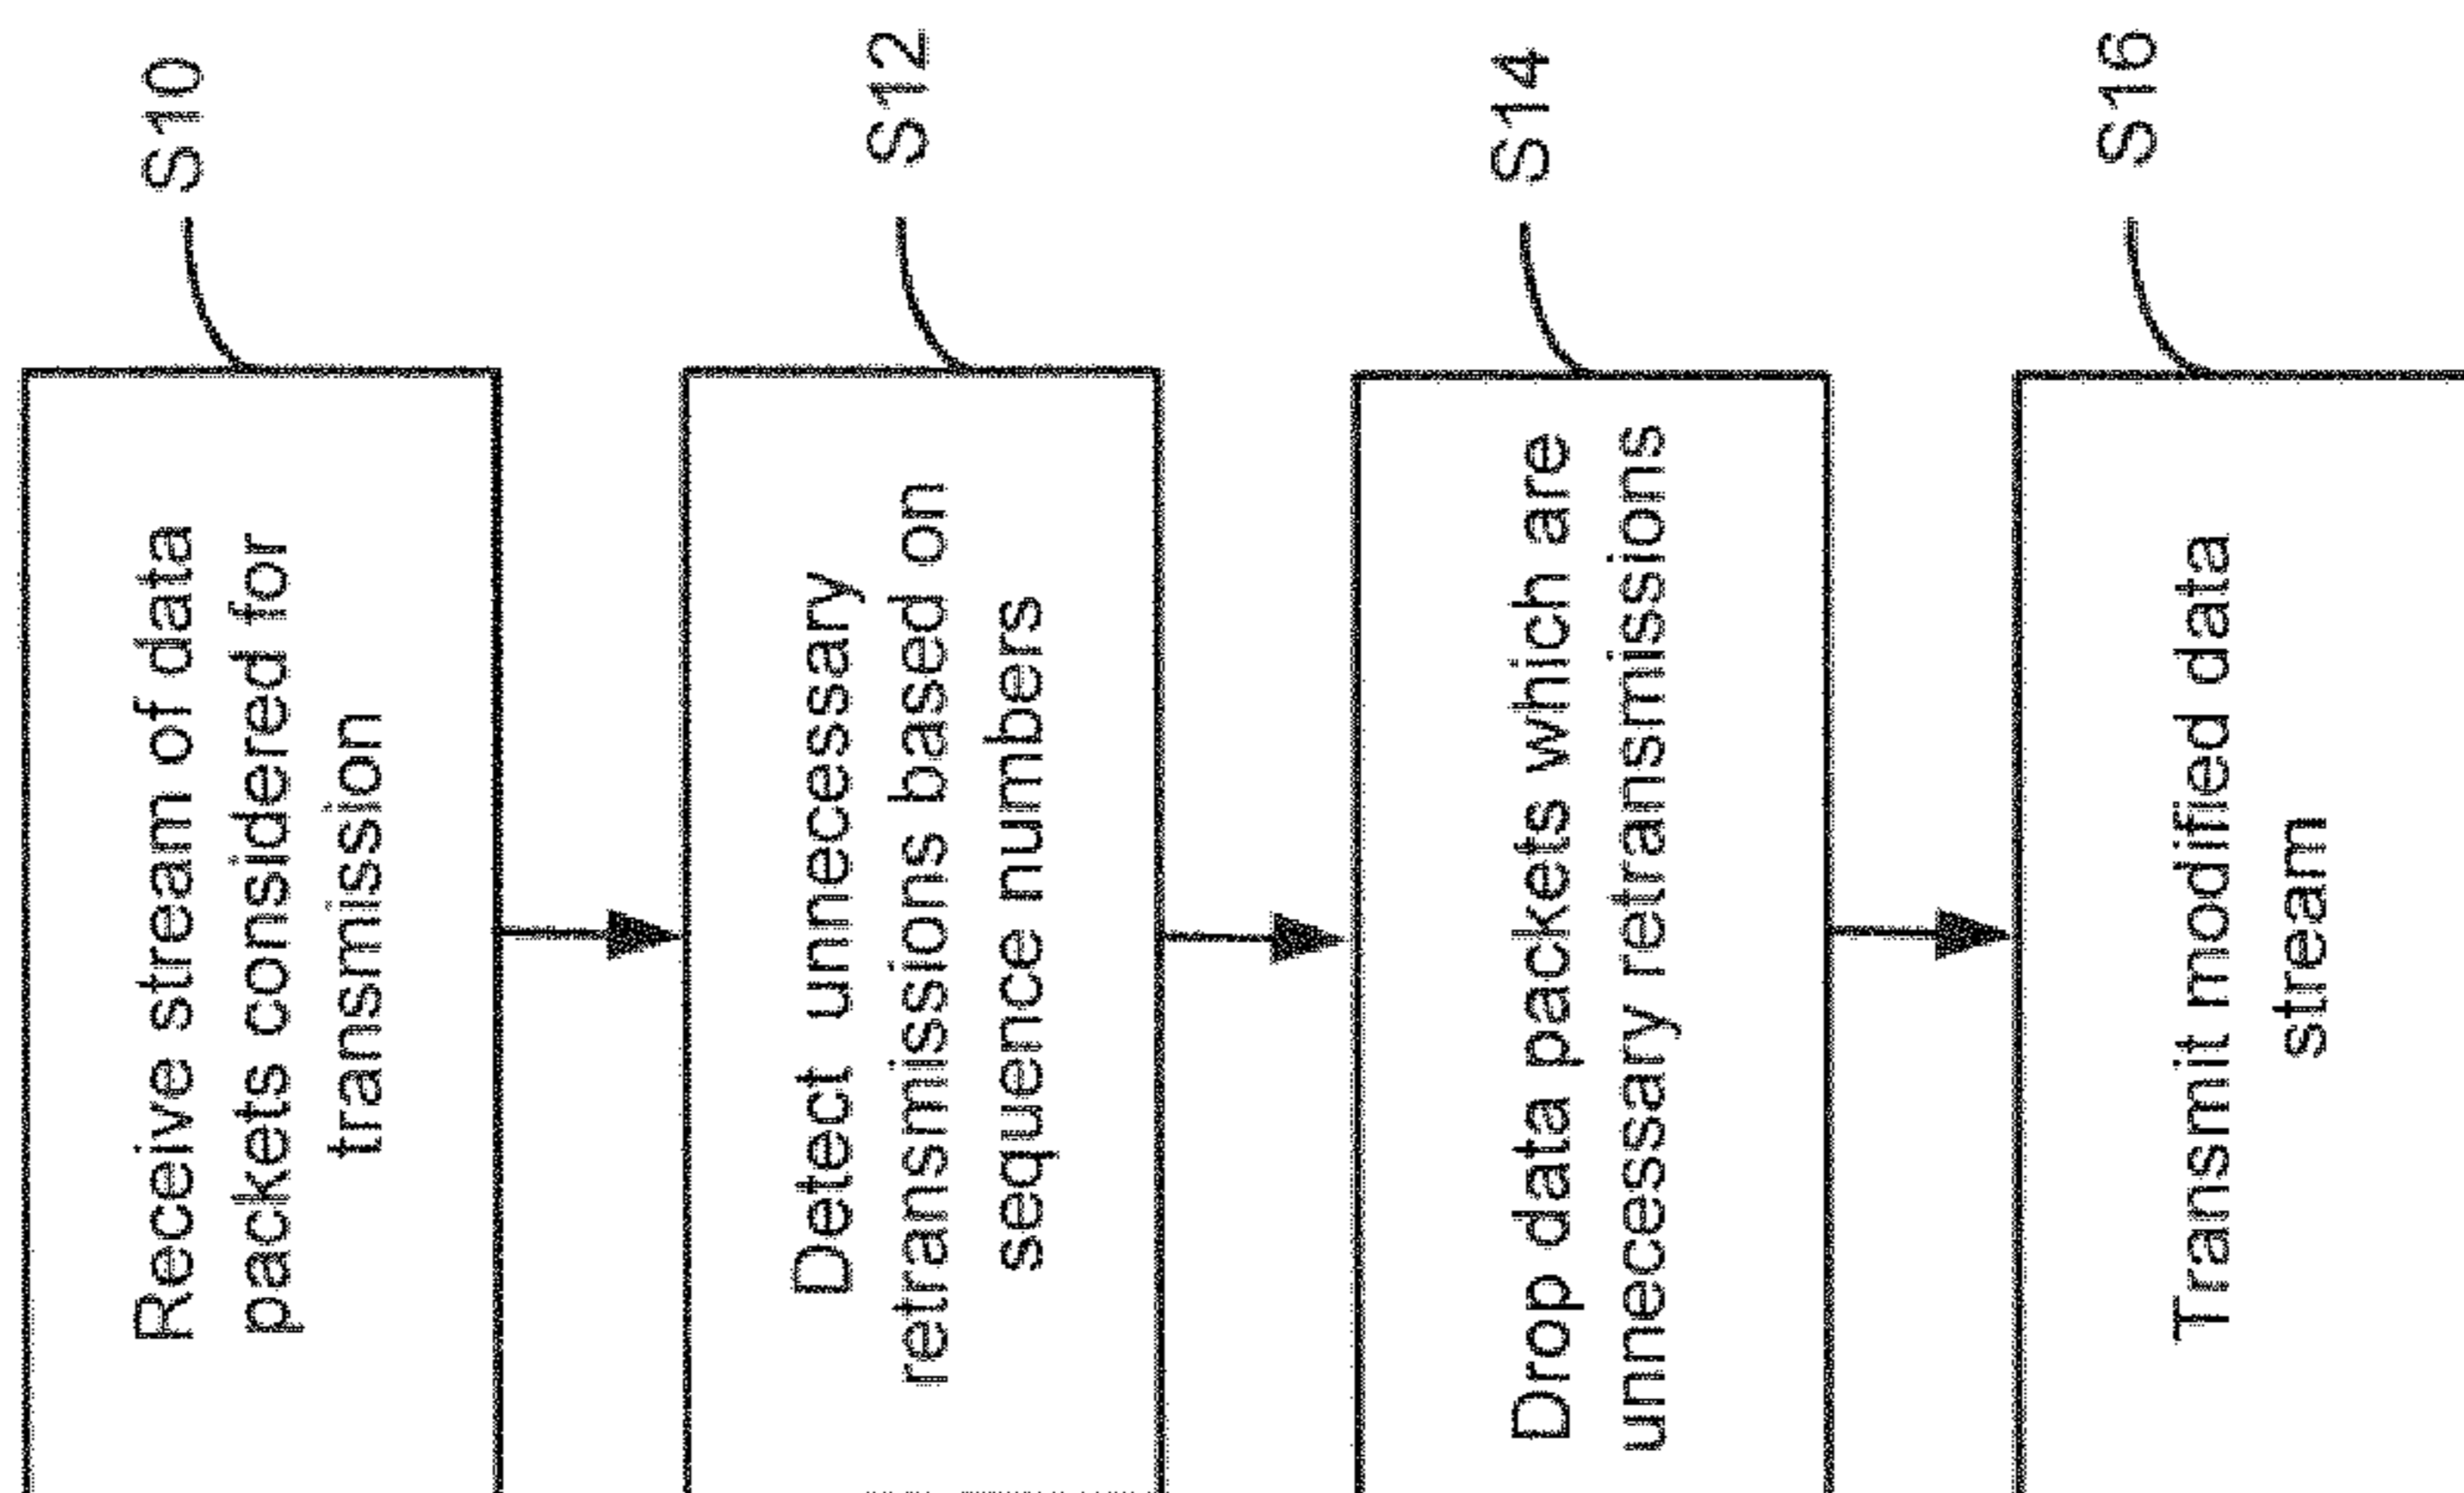 Receive stream of data
packets considered for
transmission
S10
Detect unnecessary
retransmissions based on
sequence numbers
S12
Drop data packets which are
unnecessary retransmissions
S14
Transmit modified data
stream
S16